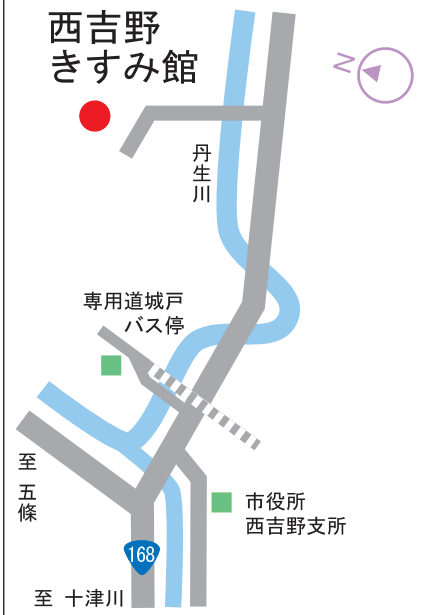 西吉野
きすみ館
N
丹生川
専用道城戸
バス停
至 五條
市役所
西吉野支所
168
至 十津川